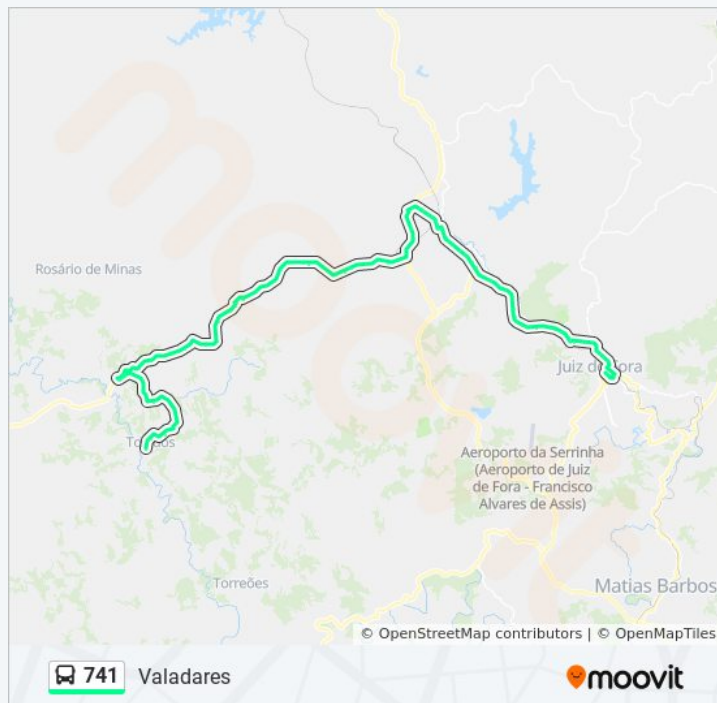 Rosário de Minas
Juiz de Fora
Aeroporto da Serrinha
(Aeroporto de Juiz
de Fora - Francisco
Alvares de Assis)
Torreões
Matias Barbos
© OpenStreetMap contributors | © OpenMapTiles
741 Valadares
moovit